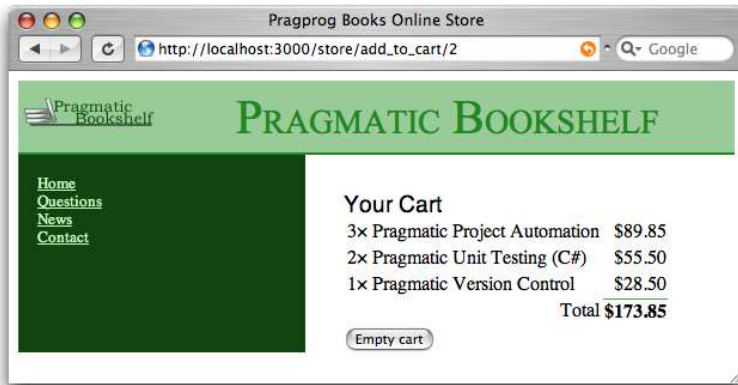 Pragprog Books Online Store
http://localhost:3000/store/add_to_cart/2
Google
Pragmatic
Bookshelf
PRAGMATIC BOOKSHELF
Home
Questions
News
Contact
Your Cart
3× Pragmatic Project Automation $89.85
2× Pragmatic Unit Testing (C#) $55.50
1× Pragmatic Version Control $28.50
Total $173.85
Empty cart